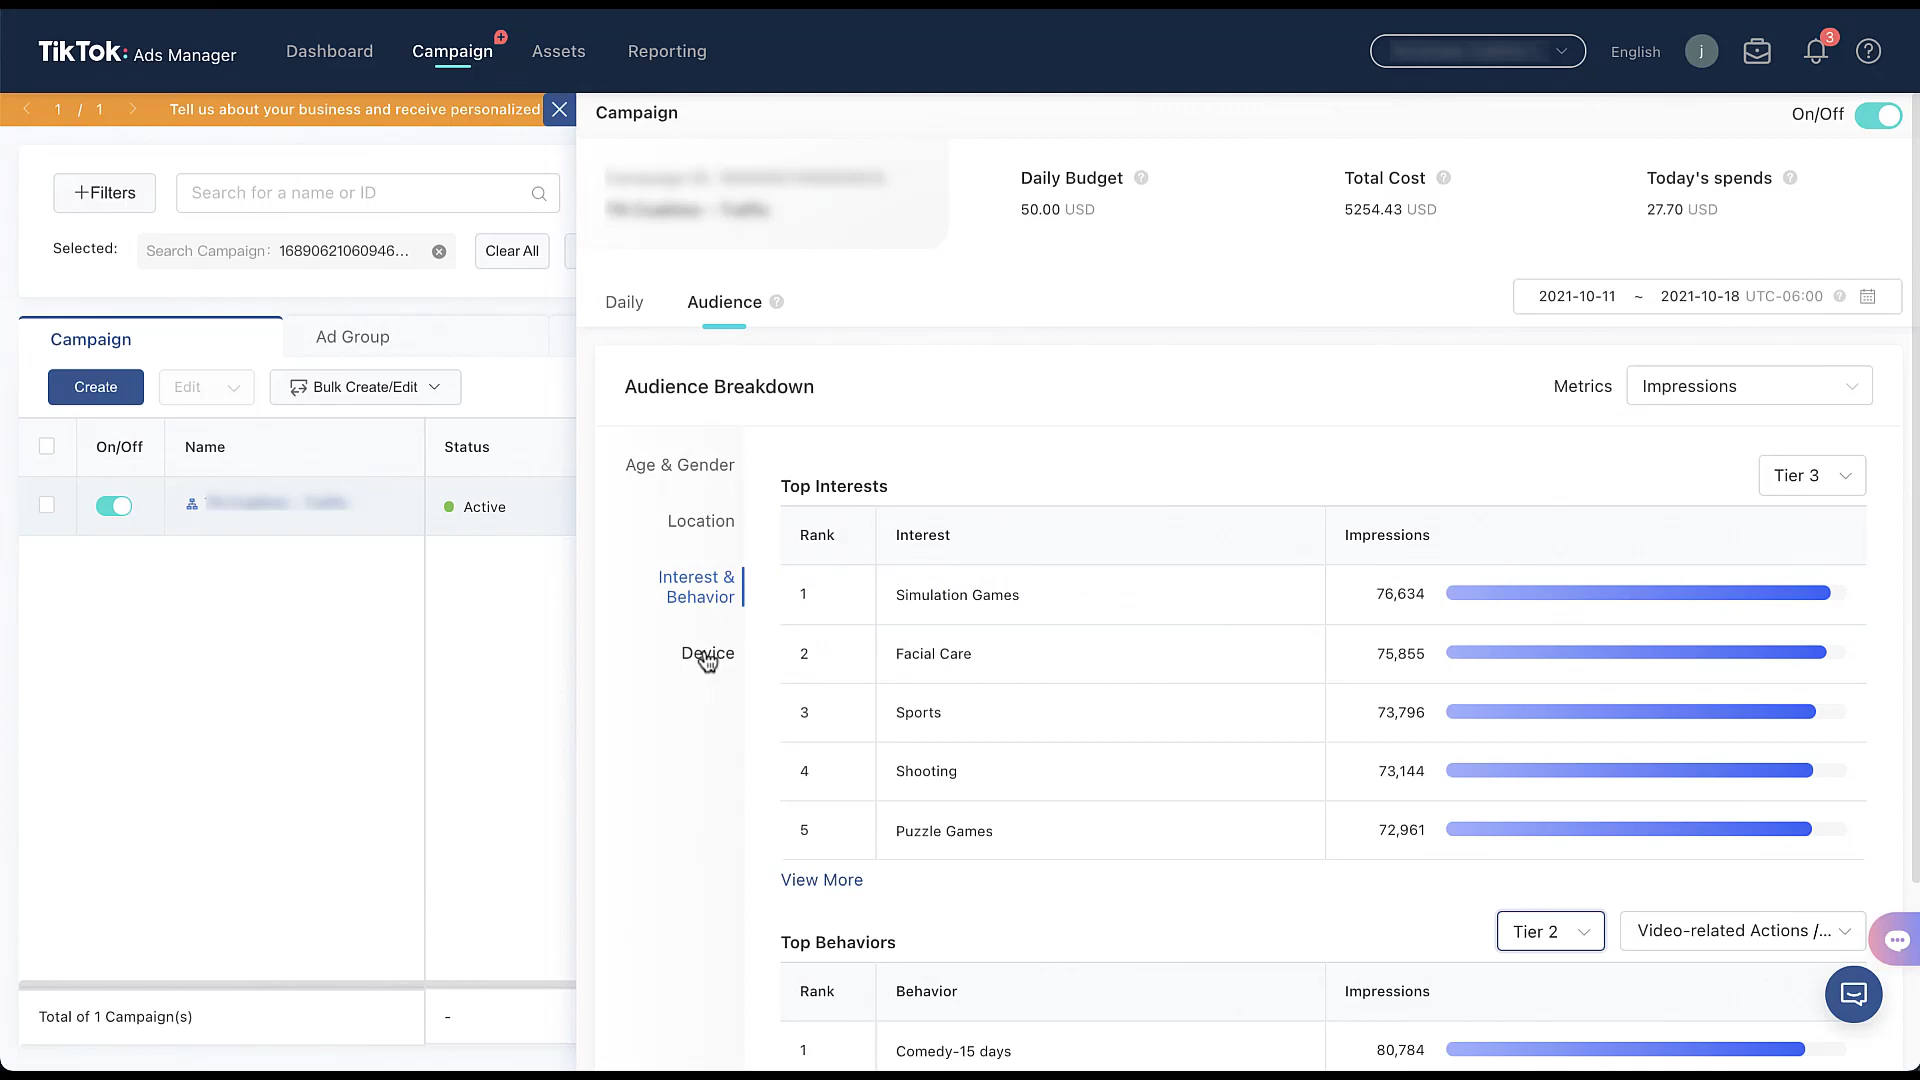 TikTok: Ads Manager
Dashboard
Campaign
Assets
Reporting
English
j
3
1 / 1
Tell us about your business and receive personalized
Campaign
On/Off
+Filters
Search for a name or ID
Selected:
Search Campaign: 16890621060946...
Clear All
Daily Budget
50.00 USD
Total Cost
5254.43 USD
Today's spends
27.70 USD
Daily
Audience
2021-10-11 ~ 2021-10-18 UTC-06:00
Campaign
Ad Group
Create
Edit
Bulk Create/Edit
On/Off
Name
Status
Active
Total of 1 Campaign(s)
-
Audience Breakdown
Metrics
Impressions
Age & Gender
Location
Interest &
Behavior
Device
Top Interests
Tier 3
Rank
Interest
Impressions
1
Simulation Games
76,634
2
Facial Care
75,855
3
Sports
73,796
4
Shooting
73,144
5
Puzzle Games
72,961
View More
Top Behaviors
Tier 2
Video-related Actions /...
Rank
Behavior
Impressions
1
Comedy-15 days
80,784